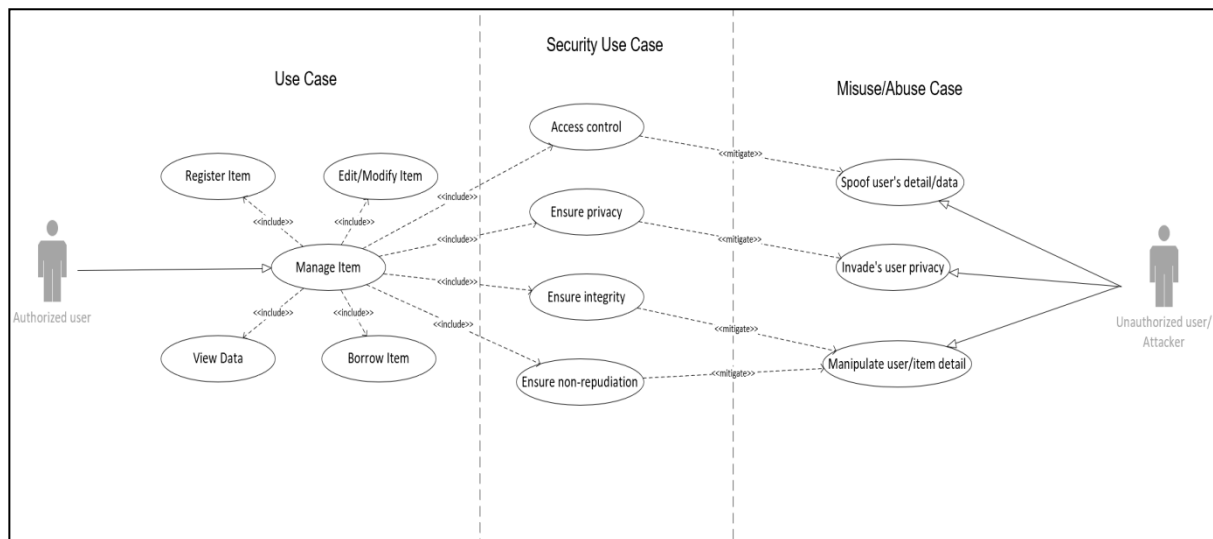 Use Case
Security Use Case
Misuse/Abuse Case
Register Item
Edit/Modify Item
<<include>>
<<include>>
Manage Item
<<include>>
<<include>>
View Data
Borrow Item
Authorized user
<<include>>
<<include>>
<<include>>
<<include>>
Access control
Ensure privacy
Ensure integrity
Ensure non-repudiation
<<mitigate>>
<<mitigate>>
<<mitigate>>
<<mitigate>>
Spoof user's detail/data
Invade's user privacy
Manipulate user/item detail
Unauthorized user/
Attacker